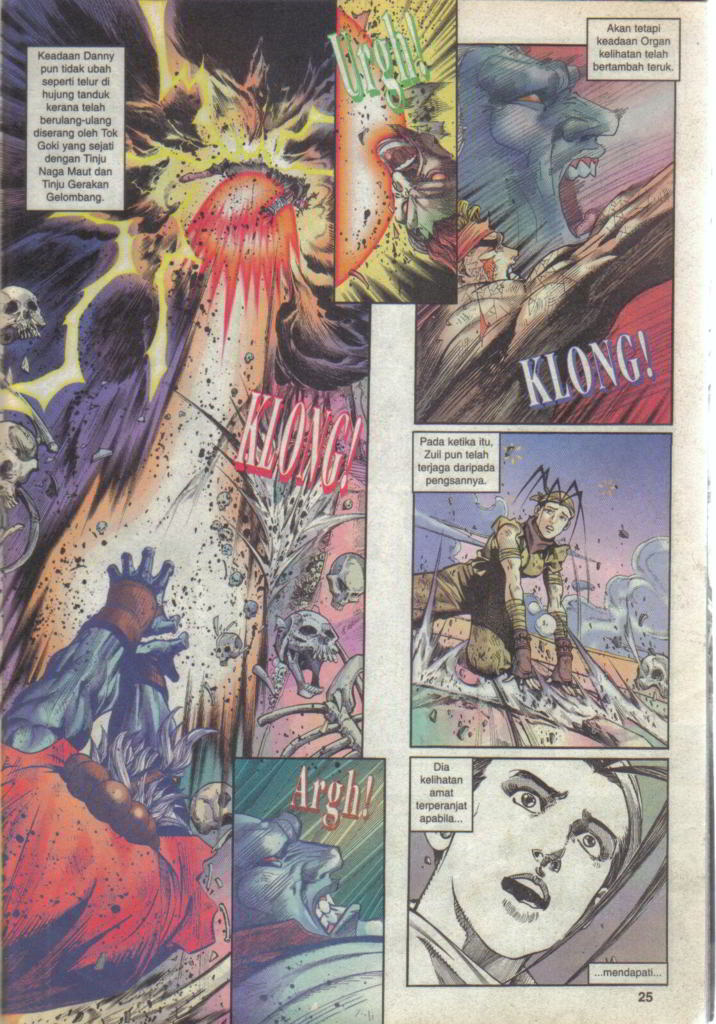 Keadaan Danny
pun tidak ubah
seperti telur di
hujung tanduk
kerana telah
berulang-ulang
diserang oleh Tok
Goki yang sejati
dengan Tinju
Naga Maut dan
Tinju Gerakan
Gelombang.
Urgh!
Akan tetapi
keadaan Organ
kelihatan telah
bertambah teruk.
KLONG!
KLONG!
Argh!
Pada ketika itu,
Zuil pun telah
terjaga daripada
pengsannya.
Dia
kelihatan
amat
terperanjat
apabila...
...mendapati...
25